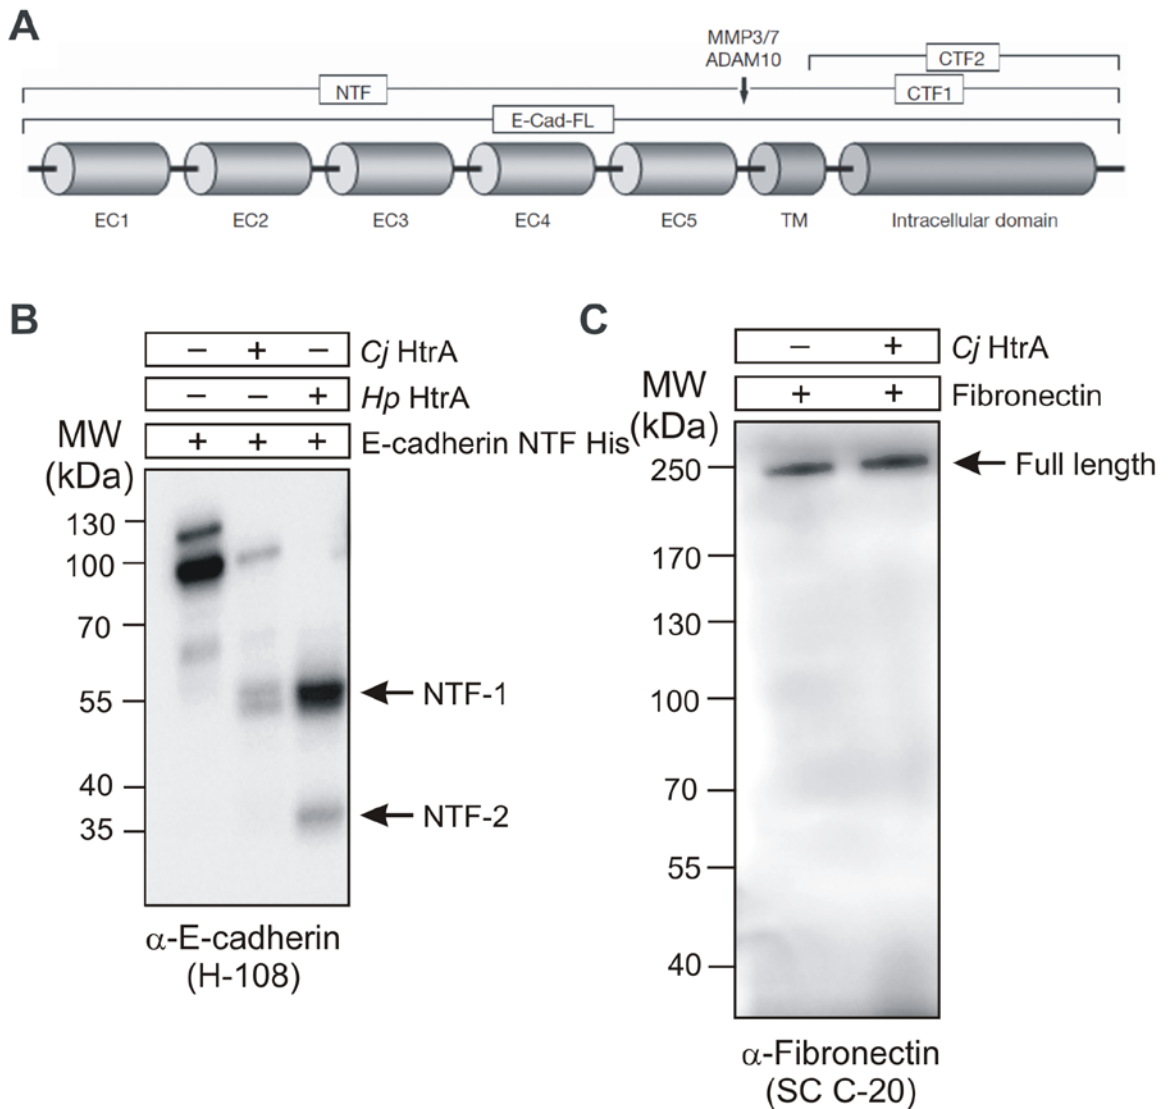 A
MMP3/7
ADAM10
CTF2
NTF
CTF1
E-Cad-FL
EC1 EC2 EC3 EC4 EC5 TM Intracellular domain
B
− + − Cj HtrA
− − + Hp HtrA
+ + + E-cadherin NTF His
MW
(kDa)
130
100
70
55
40
35
NTF-1
NTF-2
α-E-cadherin
(H-108)
C
− + Cj HtrA
+ + Fibronectin
MW
(kDa)
250
170
130
100
70
55
40
Full length
α-Fibronectin
(SC C-20)